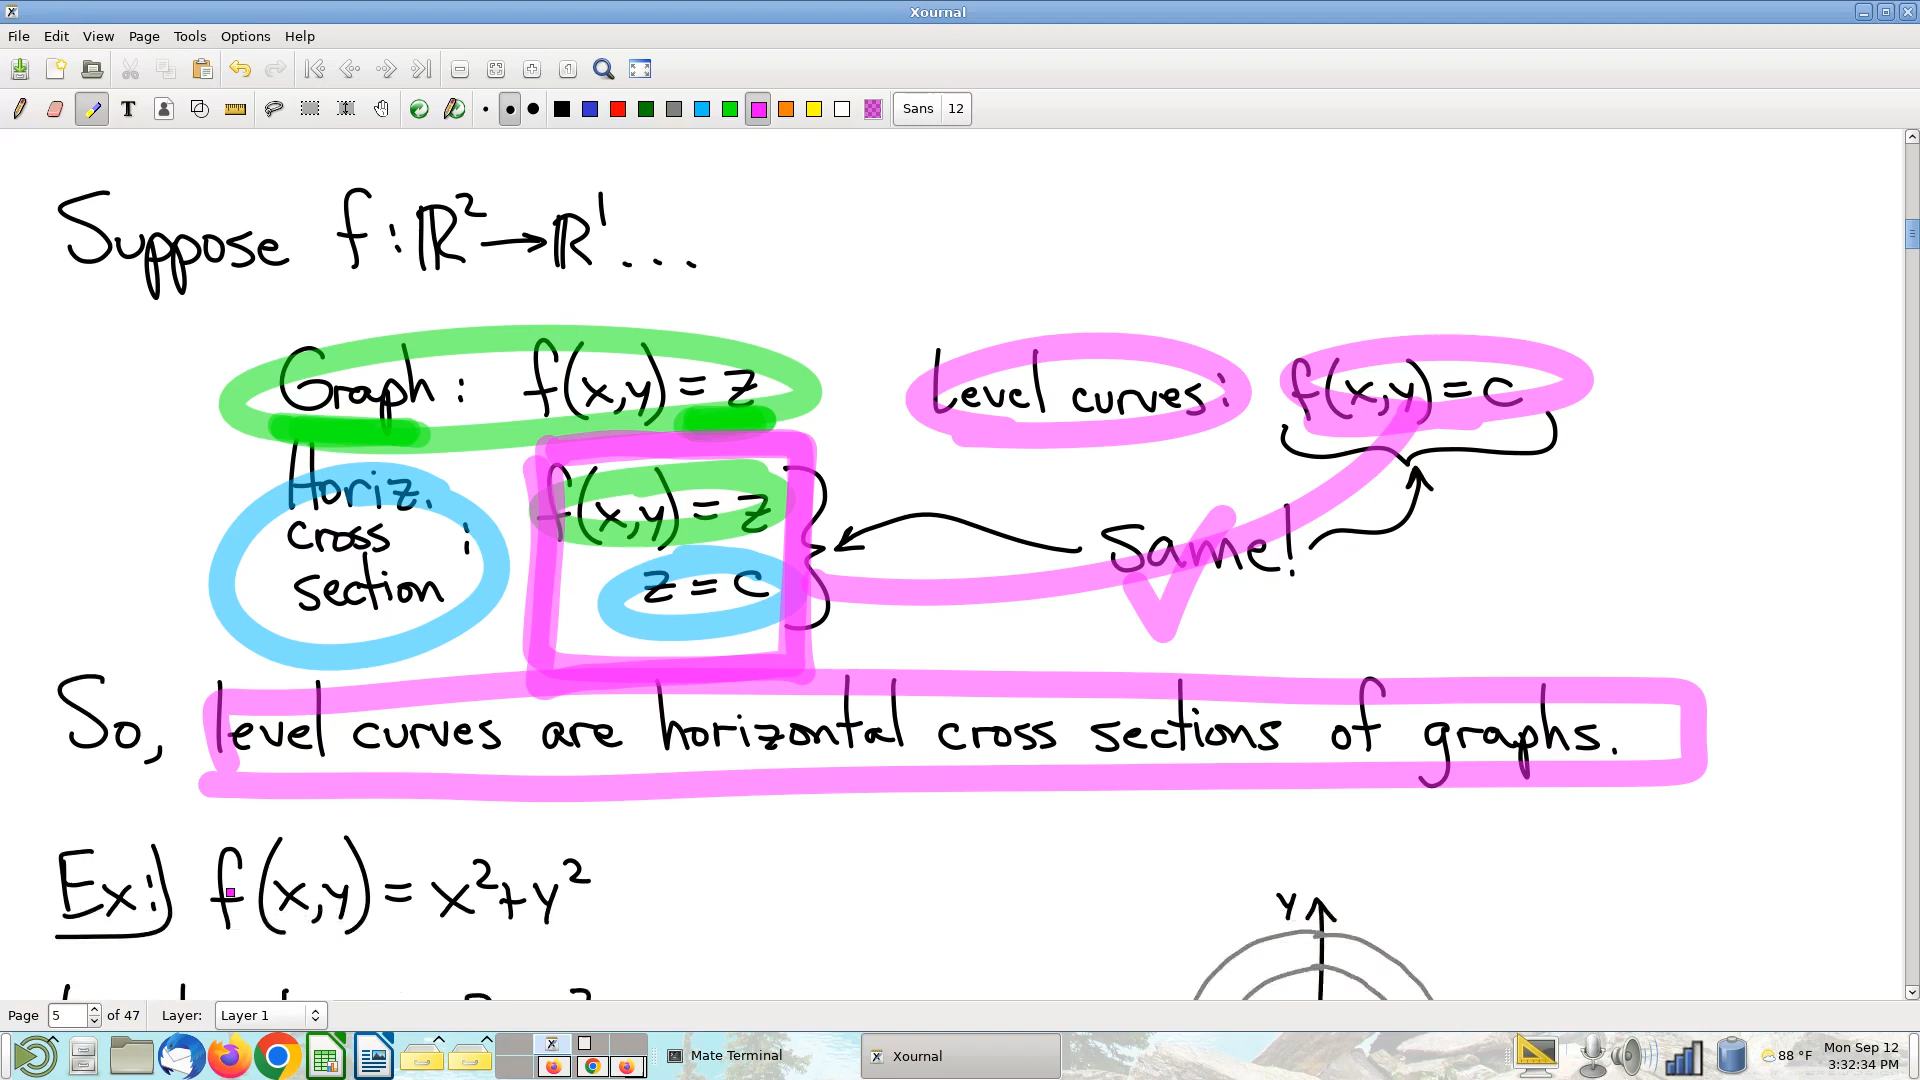 Xournal
File Edit View Page Tools Options Help
Sans 12
Suppose f : ℝ² → ℝ¹ ...
Graph : f(x,y) = z
Level curves: f(x,y) = c
Horiz. cross section : f(x,y) = z
z = c
Same!
So, level curves are horizontal cross sections of graphs.
Ex:) f(x,y) = x² + y²
y
Page 5 of 47 Layer: Layer 1
Mate Terminal
Xournal
88 °F
Mon Sep 12
3:32:34 PM